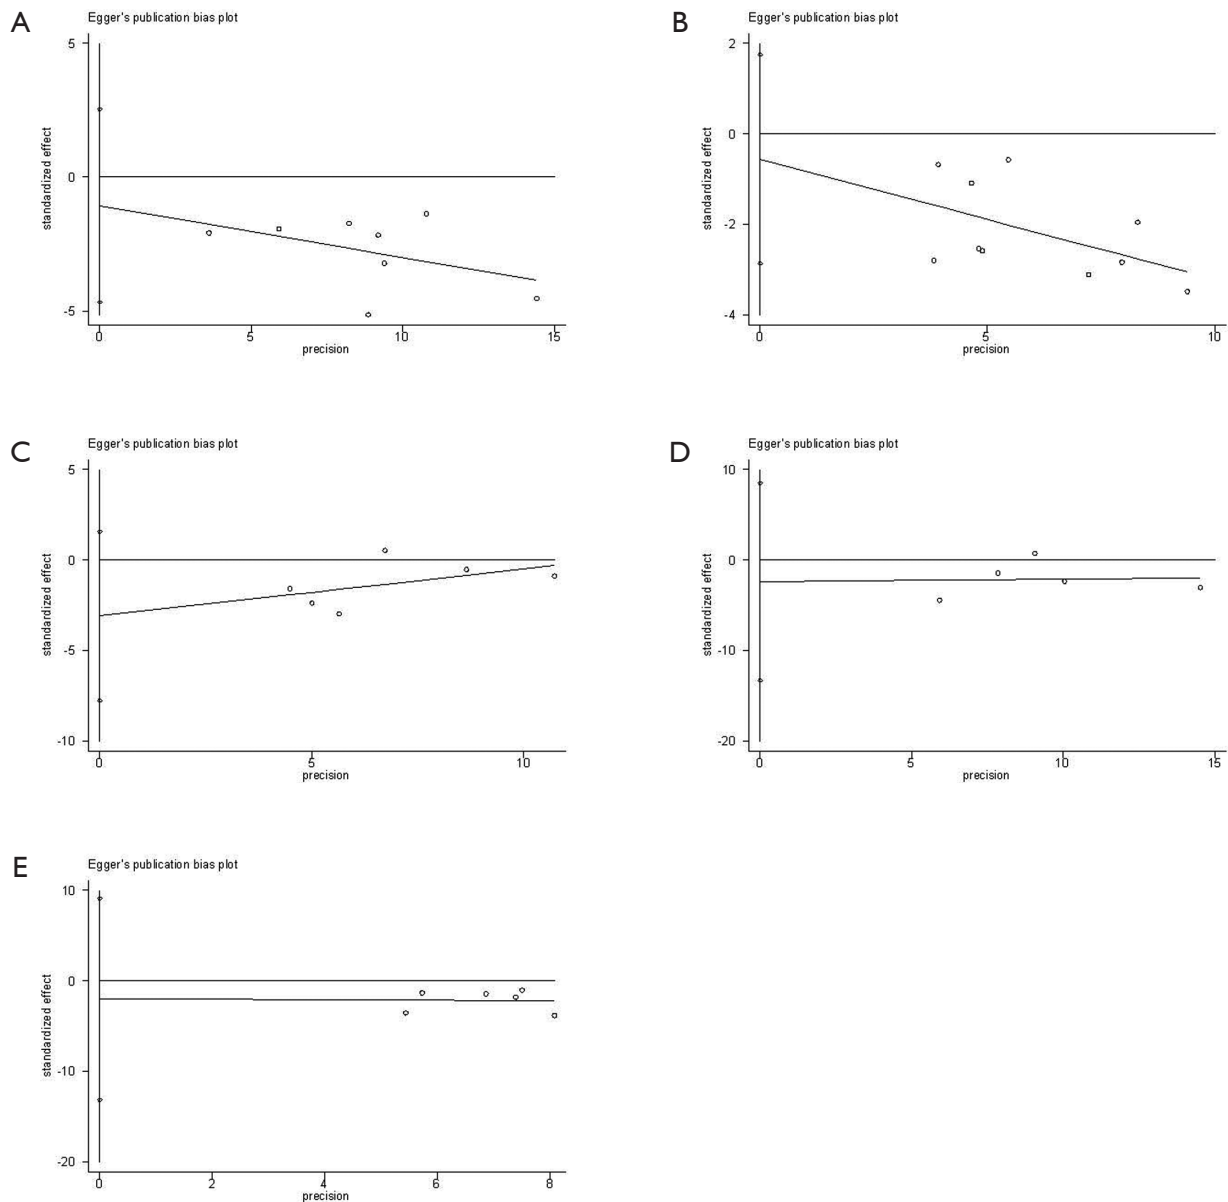 A
Egger's publication bias plot
5
0
-5
standardized effect
0
5
10
15
precision
B
Egger's publication bias plot
2
0
-2
-4
standardized effect
0
5
10
precision
C
Egger's publication bias plot
5
0
-5
-10
standardized effect
0
5
10
precision
D
Egger's publication bias plot
10
0
-10
-20
standardized effect
0
5
10
15
precision
E
Egger's publication bias plot
10
0
-10
-20
standardized effect
0
2
4
6
8
precision